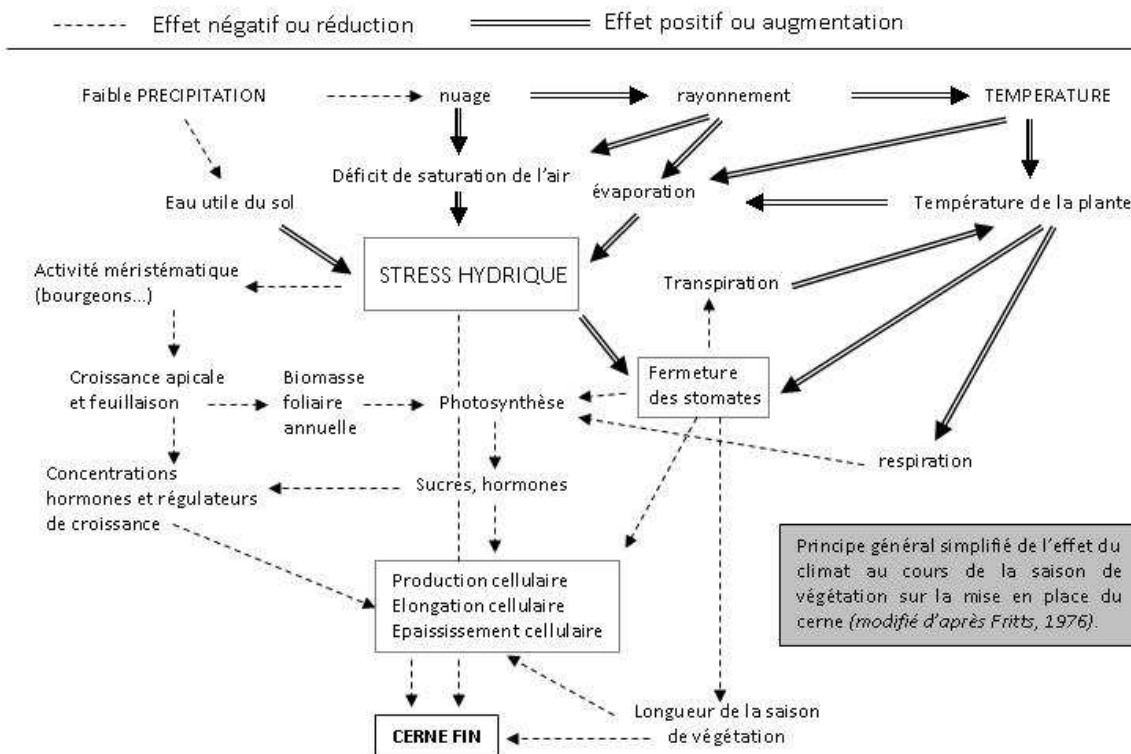 Effet négatif ou réduction
Effet positif ou augmentation
Faible PRECIPITATION
nuage
rayonnement
TEMPERATURE
Déficit de saturation de l'air
évaporation
Eau utile du sol
Température de la plante
STRESS HYDRIQUE
Activité méristématique
(bourgeons...)
Transpiration
Croissance apicale
et feuillaison
Biomasse
foliaire
annuelle
Photosynthèse
Fermeture
des stomates
respiration
Concentrations
hormones et régulateurs
de croissance
Sucres, hormones
Production cellulaire
Elongation cellulaire
Epaississement cellulaire
Principe général simplifié de l'effet du
climat au cours de la saison de
végétation sur la mise en place du
cerne (modifié d'après Fritts, 1976).
Longueur de la saison
de végétation
CERNE FIN